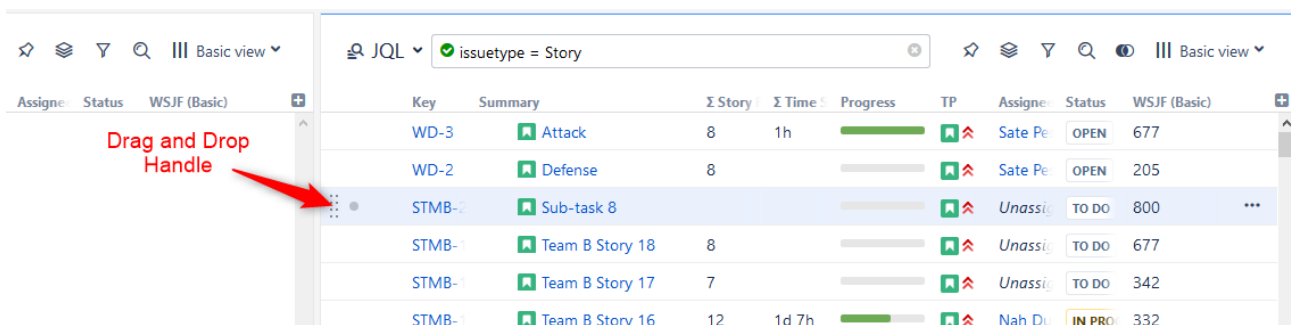 Basic view
JQL issuetype = Story Basic view
Assigne Status WSJF (Basic)
Key Summary Σ Story Σ Time S Progress TP Assigne Status WSJF (Basic)
Drag and Drop
Handle
WD-3 Attack 8 1h Sate Pe OPEN 677
WD-2 Defense 8 Sate Pe OPEN 205
STMB-2 Sub-task 8 Unassig TO DO 800
STMB-1 Team B Story 18 8 Unassig TO DO 677
STMB-1 Team B Story 17 7 Unassig TO DO 342
STMB-1 Team B Story 16 12 1d 7h Nah Du IN PRO 332